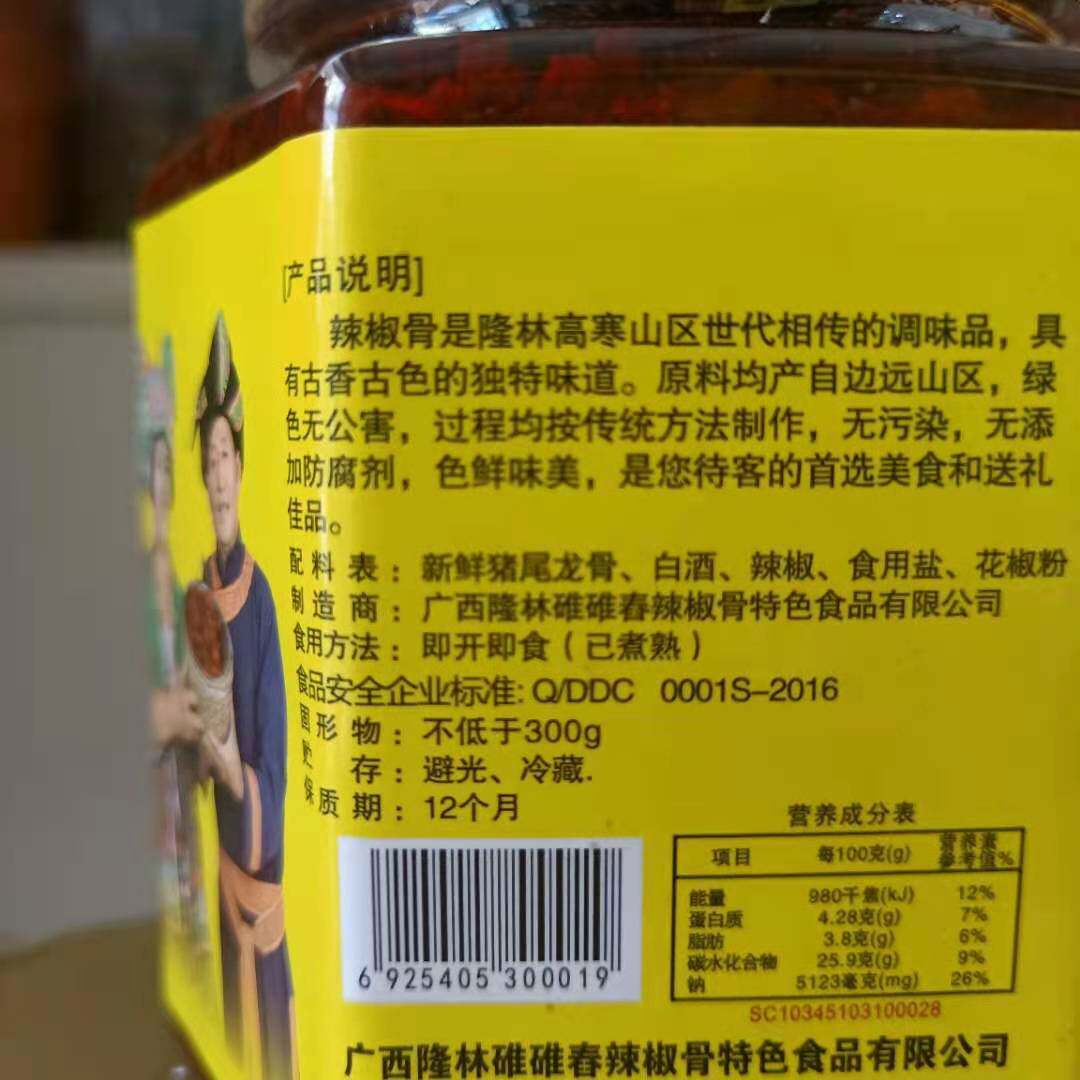 [产品说明]
辣椒骨是隆林高寒山区世代相传的调味品，具
有古香古色的独特味道。原料均产自边远山区，绿
色无公害，过程均按传统方法制作，无污染，无添
加防腐剂，色鲜味美，是您待客的首选美食和送礼
佳品。
配料表：新鲜猪尾龙骨、白酒、辣椒、食用盐、花椒粉
制造商：广西隆林碓碓舂辣椒骨特色食品有限公司
食用方法：即开即食（已煮熟）
食品安全企业标准: Q/DDC 0001S-2016
固形物：不低于300g
贮存：避光、冷藏.
保质期：12个月
营养成分表
项目 每100克(g) 营养素参考值%
能量 980千焦(kJ) 12%
蛋白质 4.28克(g) 7%
脂肪 3.8克(g) 6%
碳水化合物 25.9克(g) 9%
钠 5123毫克(mg) 26%
6 925405 300019
SC10345103100028
广西隆林碓碓舂辣椒骨特色食品有限公司